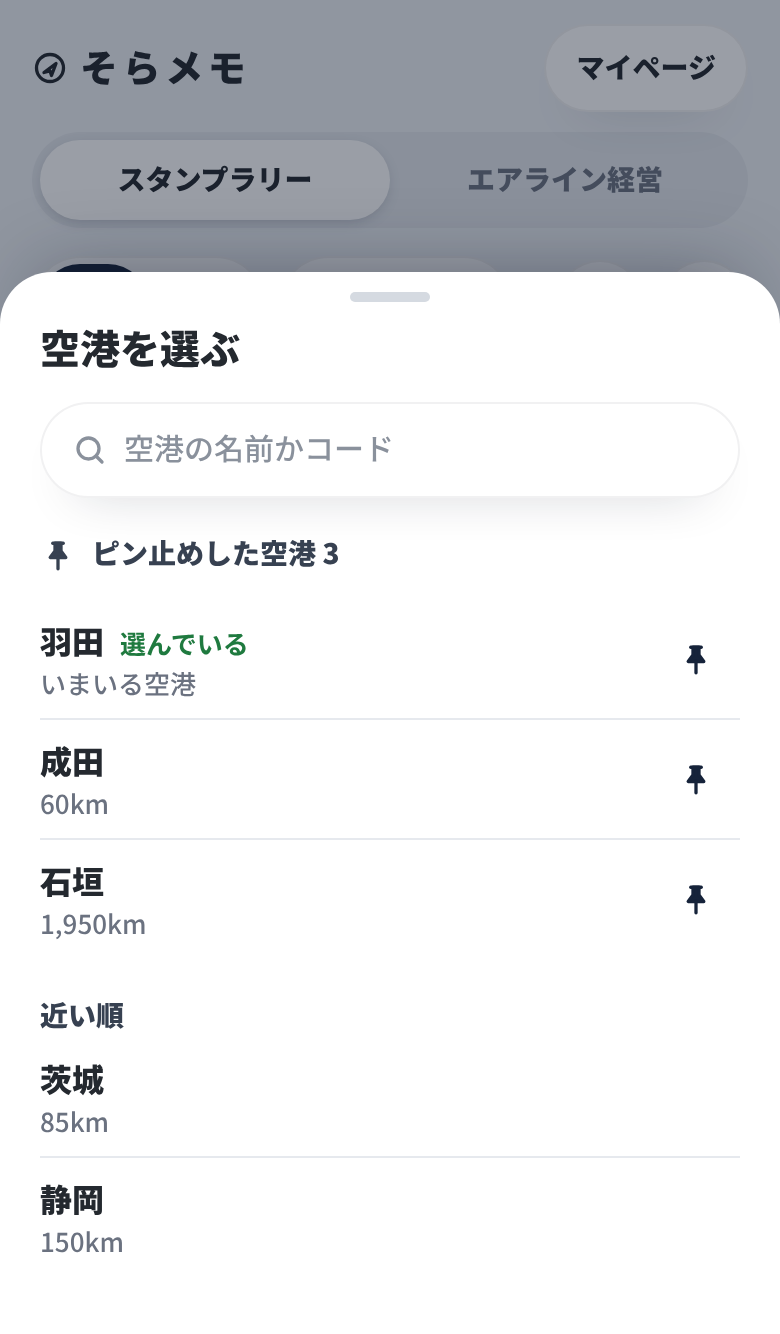 そらメモ
マイページ
スタンプラリー
エアライン経営
空港を選ぶ
空港の名前かコード
ピン止めした空港 3
羽田 選んでいる
いまいる空港
成田
60km
石垣
1,950km
近い順
茨城
85km
静岡
150km